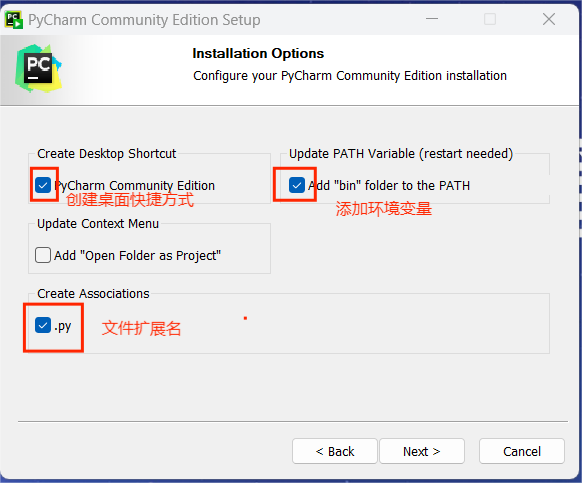 PyCharm Community Edition Setup
PC
Installation Options
Configure your PyCharm Community Edition installation
Create Desktop Shortcut
PyCharm Community Edition
创建桌面快捷方式
Update PATH Variable (restart needed)
Add "bin" folder to the PATH
添加环境变量
Update Context Menu
Add "Open Folder as Project"
Create Associations
.py
文件扩展名
< Back
Next >
Cancel